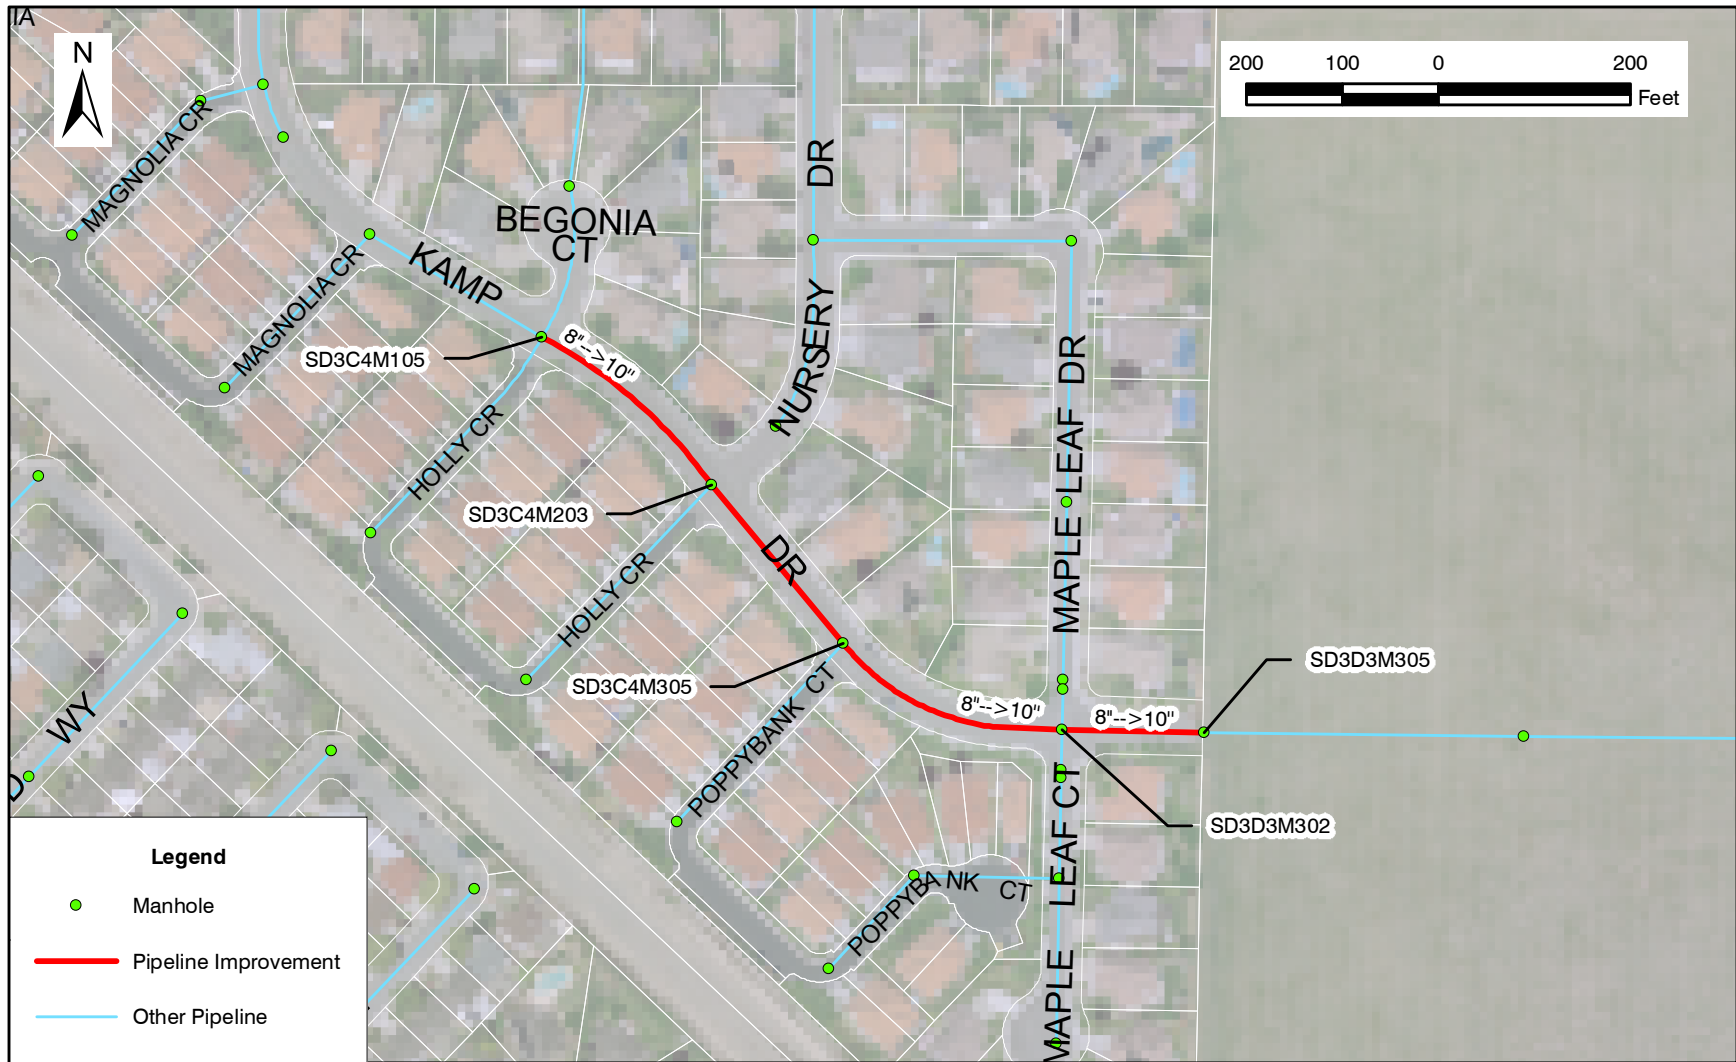 IA
N
200 100 0 200
Feet
MAGNOLIA CR
BEGONIA
CT
KAMP
MAGNOLIA CR
NURSERY DR
SD3C4M105
8"-->10"
MAPLE LEAF DR
HOLLY CR
SD3C4M203
DR
HOLLY CR
SD3C4M305
POPPYBANK CT
SD3D3M305
8"-->10"
8"-->10"
WY
D
SD3D3M302
MAPLE LEAF CT
POPPYBANK CT
Legend
Manhole
Pipeline Improvement
Other Pipeline